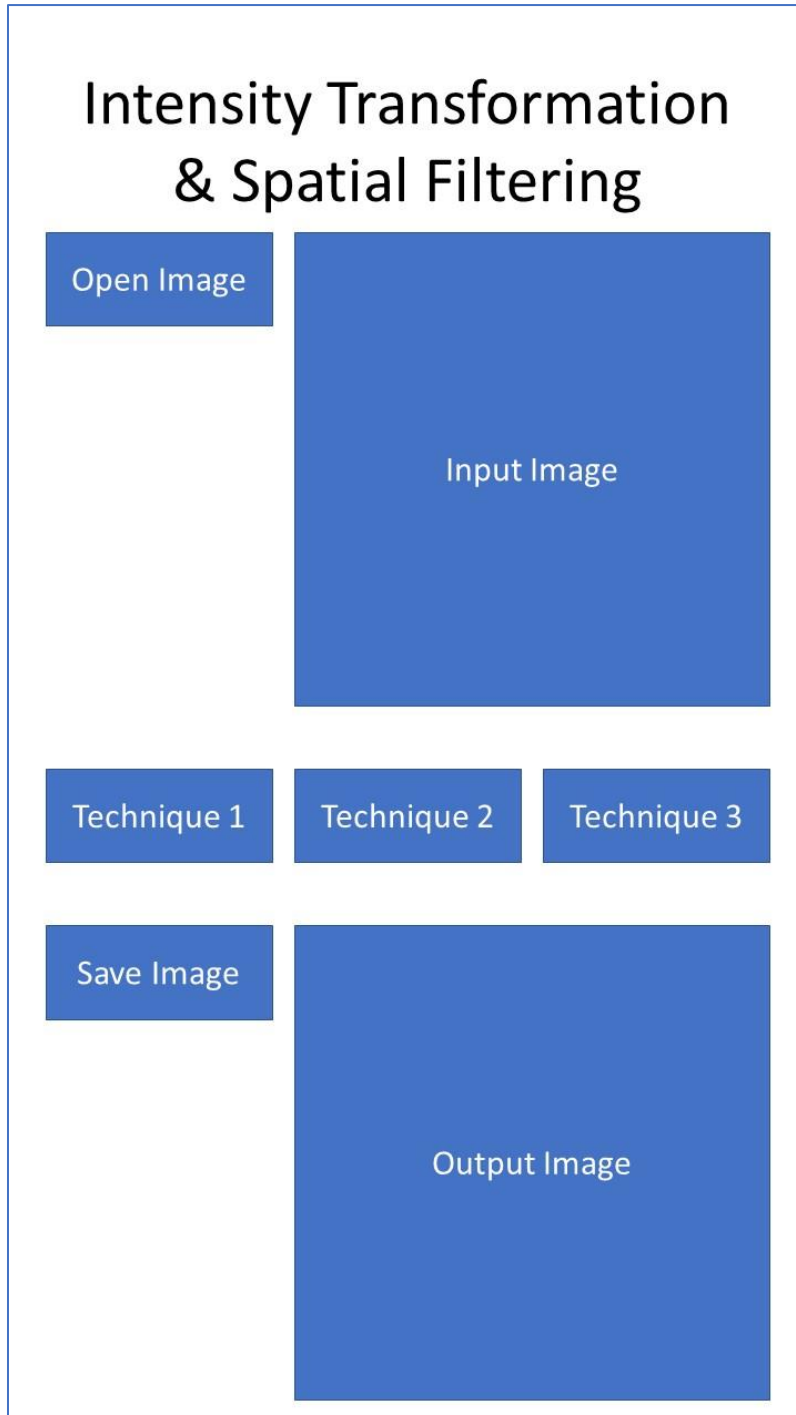 Intensity Transformation
& Spatial Filtering
Open Image
Input Image
Technique 1
Technique 2
Technique 3
Save Image
Output Image